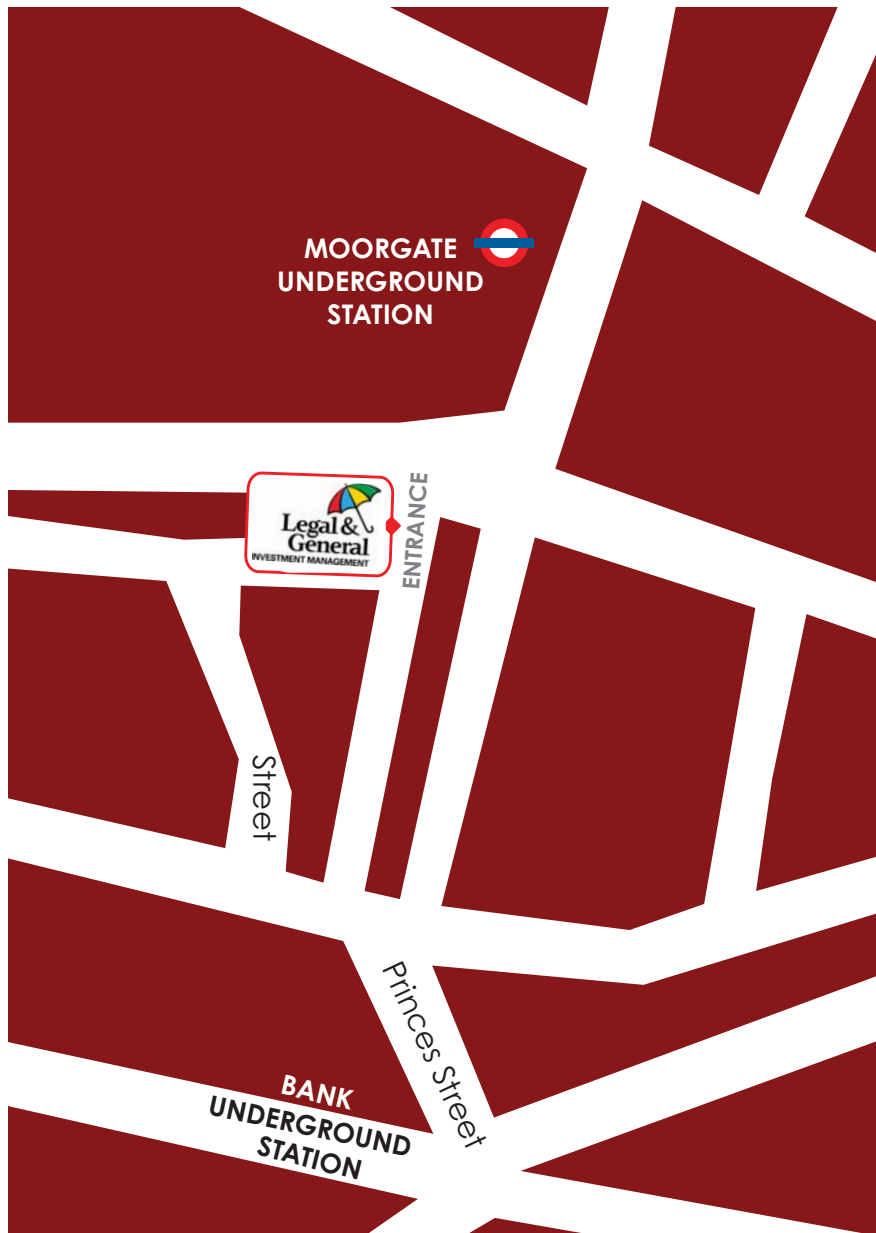 MOORGATE
UNDERGROUND
STATION
Legal &
General
INVESTMENT MANAGEMENT
ENTRANCE
Street
Princes Street
BANK
UNDERGROUND
STATION